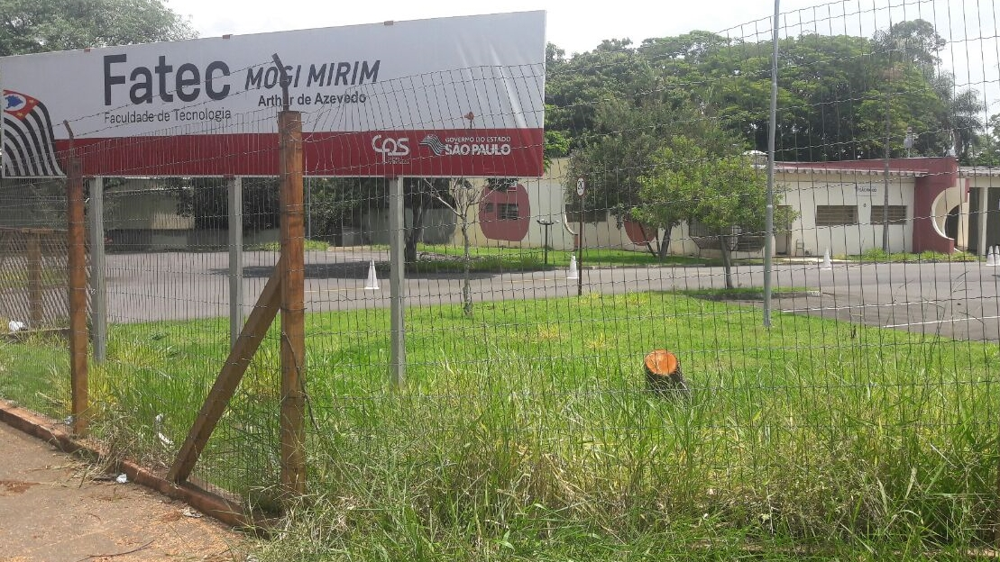 Fatec MOGI MIRIM
Arthur de Azevedo
Faculdade de Tecnologia
CPS
GOVERNO DO ESTADO
SÃO PAULO